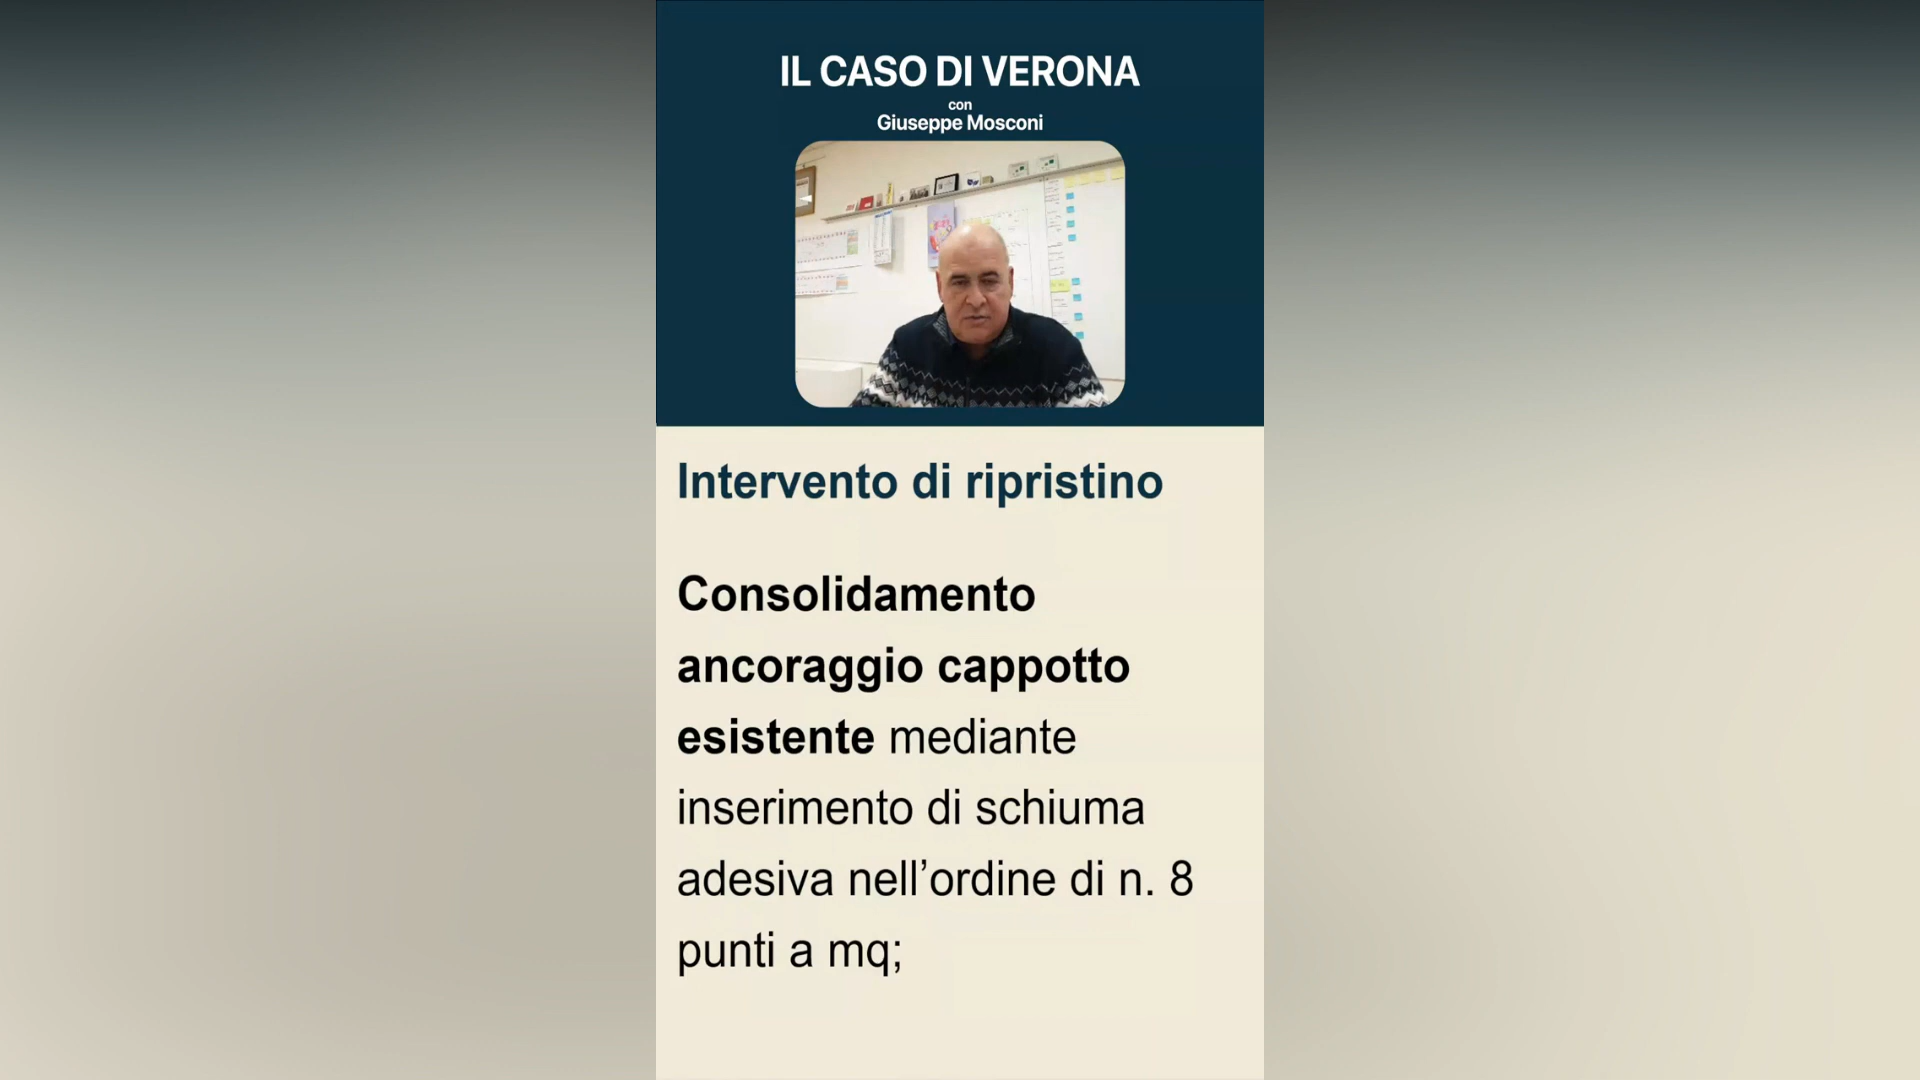 IL CASO DI VERONA
con
Giuseppe Mosconi
Intervento di ripristino
Consolidamento
ancoraggio cappotto
esistente mediante
inserimento di schiuma
adesiva nell’ordine di n. 8
punti a mq;